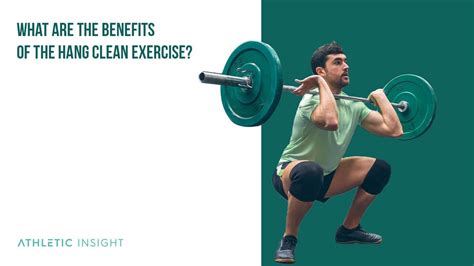 WHAT ARE THE BENEFITS
OF THE HANG CLEAN EXERCISE?
ATHLETIC INSIGHT